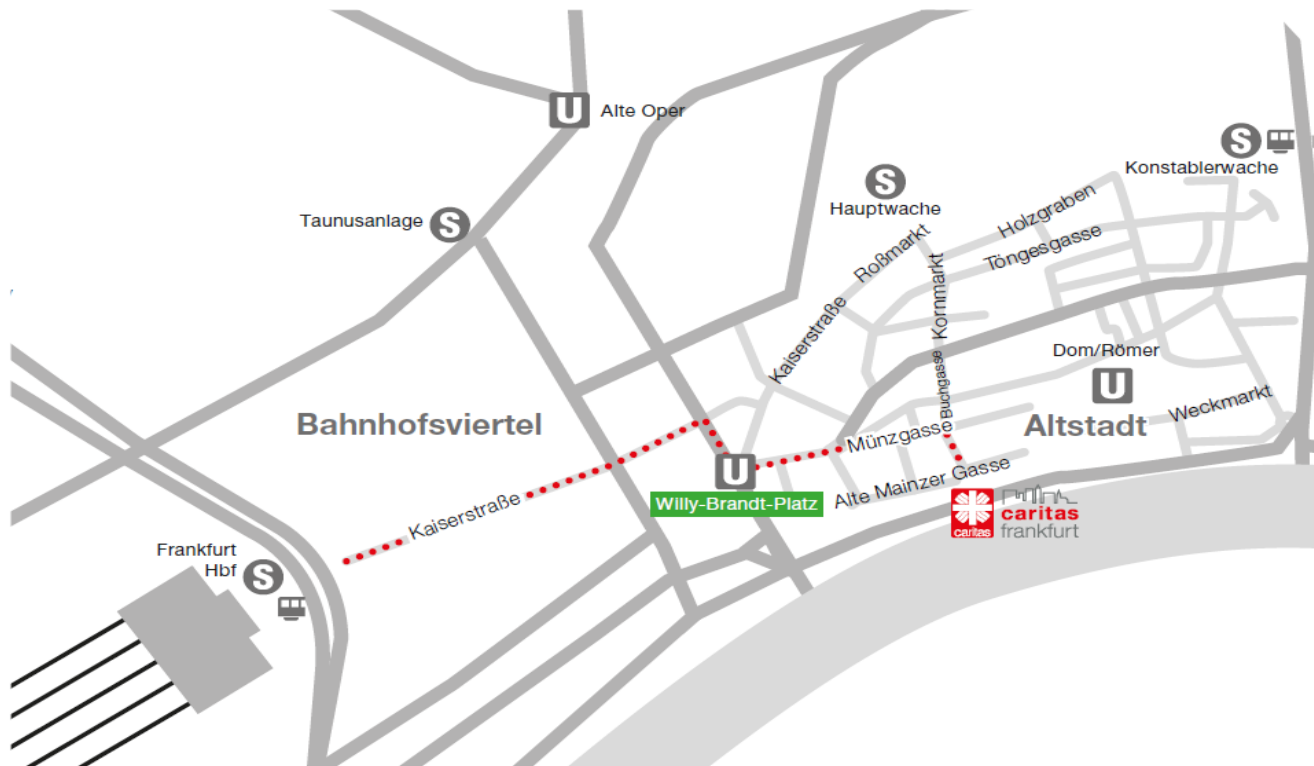 U
Alte Oper
S
Konstablerwache
S
Hauptwache
Taunusanlage
S
Holzgraben
Roßmarkt
Töngesgasse
Kornmarkt
Kaiserstraße
Dom/Römer
U
Buchgasse
Weckmarkt
Bahnhofsviertel
Altstadt
Münzgasse
U
Willy-Brandt-Platz
Alte Mainzer Gasse
Kaiserstraße
caritas
caritas
frankfurt
Frankfurt
Hbf
S